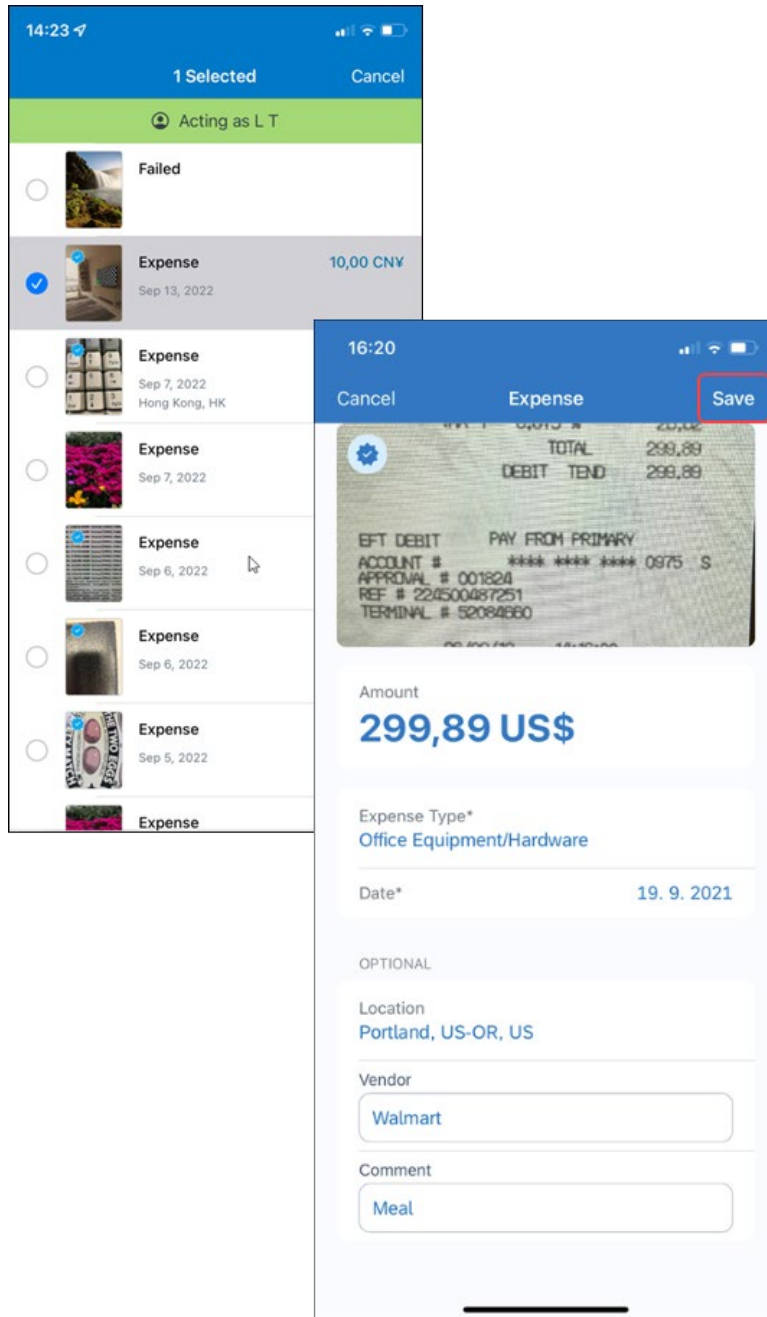 14:23
1 Selected
Cancel
Acting as L T
Failed
Expense
10,00 CN¥
Sep 13, 2022
Expense
Sep 7, 2022
Hong Kong, HK
Expense
Sep 7, 2022
Expense
Sep 6, 2022
Expense
Sep 6, 2022
THE TWO EGGS
Expense
Sep 5, 2022
Expense
16:20
Cancel
Expense
Save
TOTAL 299,89
DEBIT TEND 299,89
EFT DEBIT PAY FROM PRIMARY
ACCOUNT # **** **** **** 0975 S
APPROVAL # 001824
REF # 224500487251
TERMINAL # 52084660
Amount
299,89 US$
Expense Type*
Office Equipment/Hardware
Date*
19. 9. 2021
OPTIONAL
Location
Portland, US-OR, US
Vendor
Walmart
Comment
Meal